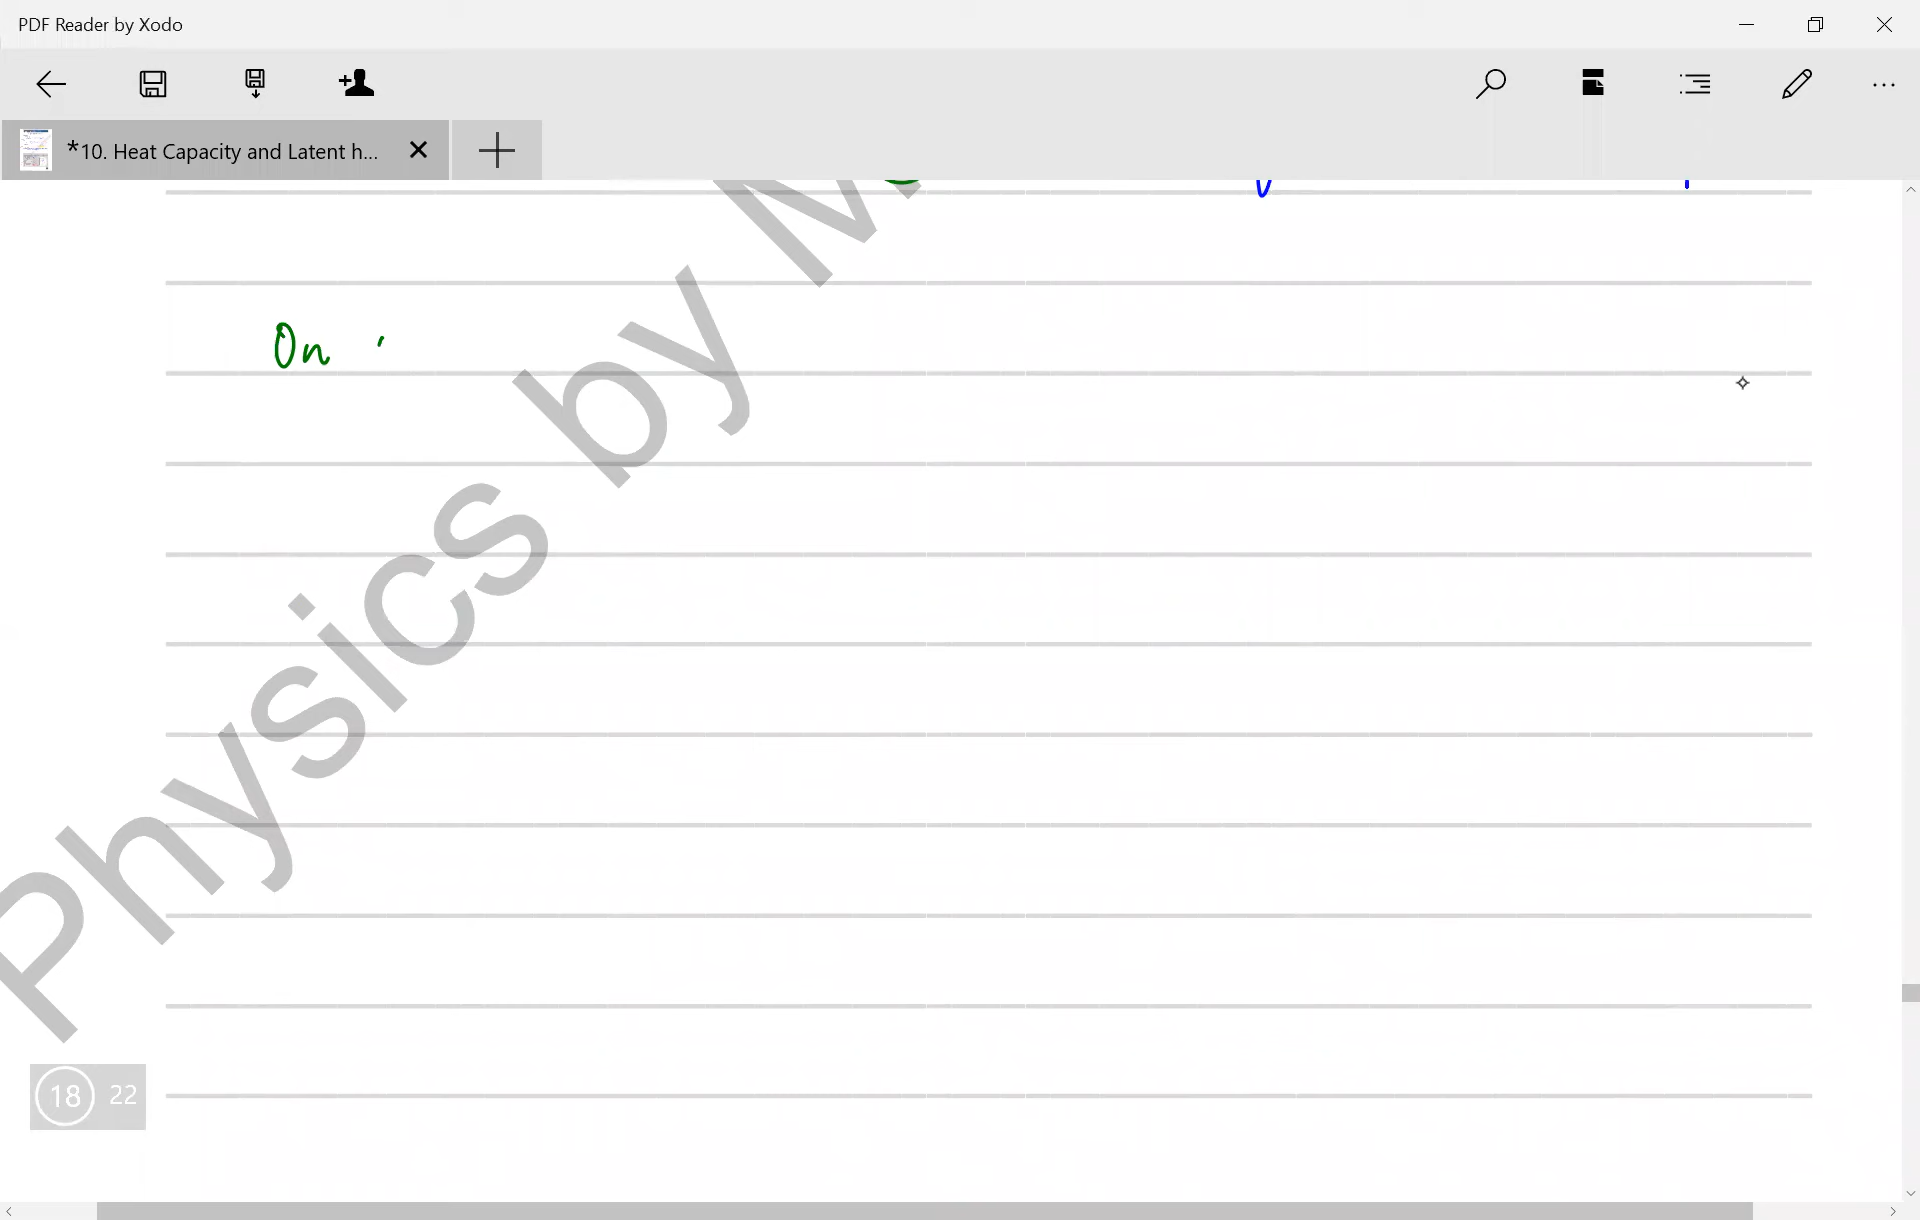 PDF Reader by Xodo
*10. Heat Capacity and Latent h...
Physics by M
On
18 22